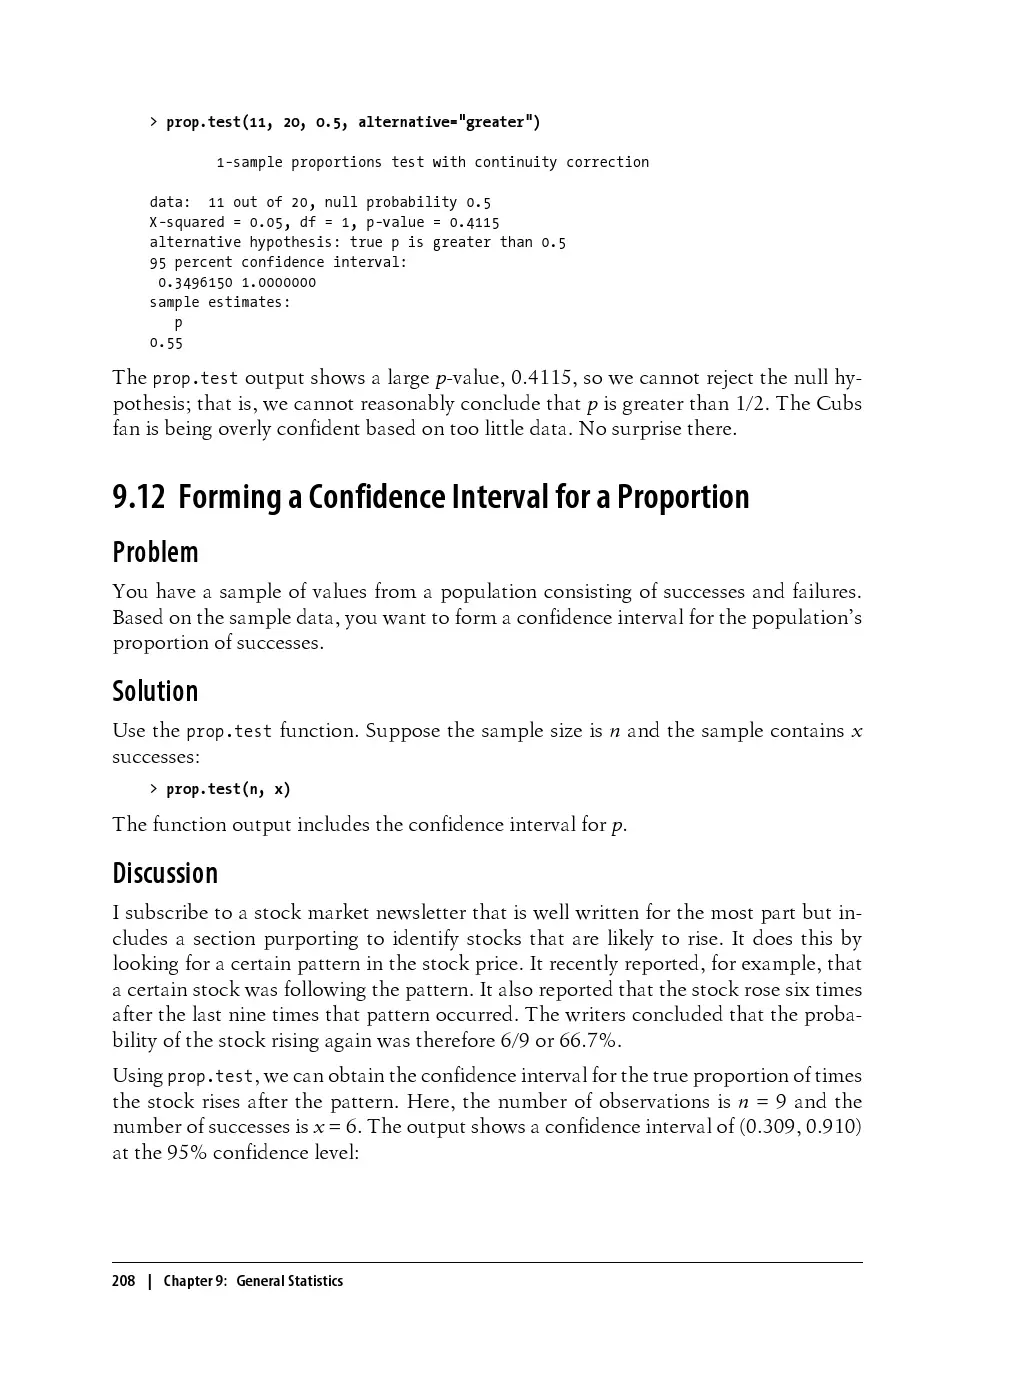 > prop.test(11, 20, 0.5, alternative="greater")
1-sample proportions test with continuity correction
data:  11 out of 20, null probability 0.5
X-squared = 0.05, df = 1, p-value = 0.4115
alternative hypothesis: true p is greater than 0.5
95 percent confidence interval:
0.3496150 1.0000000
sample estimates:
p
0.55
The prop.test output shows a large p-value, 0.4115, so we cannot reject the null hy-
pothesis; that is, we cannot reasonably conclude that p is greater than 1/2. The Cubs
fan is being overly confident based on too little data. No surprise there.
9.12 Forming a Confidence Interval for a Proportion
Problem
You have a sample of values from a population consisting of successes and failures.
Based on the sample data, you want to form a confidence interval for the population’s
proportion of successes.
Solution
Use the prop.test function. Suppose the sample size is n and the sample contains x
successes:
> prop.test(n, x)
The function output includes the confidence interval for p.
Discussion
I subscribe to a stock market newsletter that is well written for the most part but in-
cludes a section purporting to identify stocks that are likely to rise. It does this by
looking for a certain pattern in the stock price. It recently reported, for example, that
a certain stock was following the pattern. It also reported that the stock rose six times
after the last nine times that pattern occurred. The writers concluded that the proba-
bility of the stock rising again was therefore 6/9 or 66.7%.
Using prop.test, we can obtain the confidence interval for the true proportion of times
the stock rises after the pattern. Here, the number of observations is n = 9 and the
number of successes is x = 6. The output shows a confidence interval of (0.309, 0.910)
at the 95% confidence level:
208 | Chapter 9: General Statistics